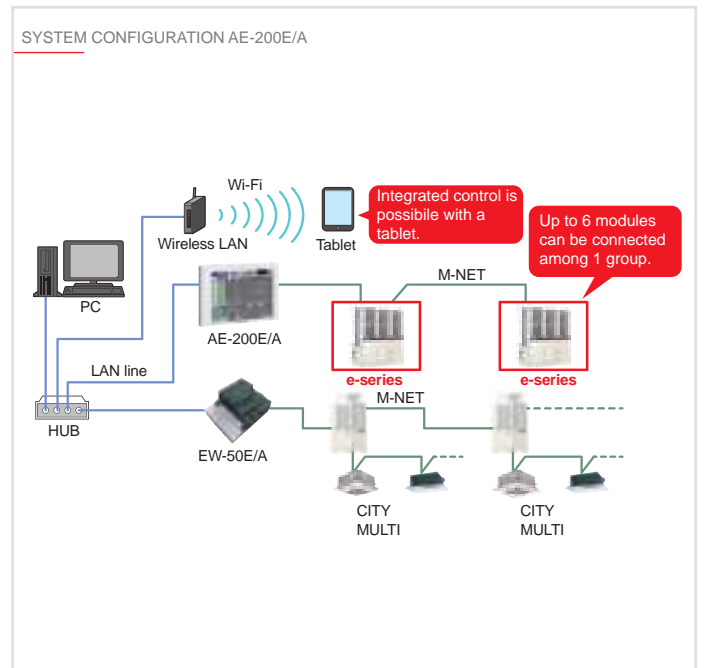 SYSTEM CONFIGURATION AE-200E/A
Wi-Fi
Integrated control is
possibile with a
tablet.
Up to 6 modules
can be connected
among 1 group.
Wireless LAN
Tablet
M-NET
PC
AE-200E/A
LAN line
e-series
e-series
M-NET
HUB
EW-50E/A
CITY
MULTI
CITY
MULTI